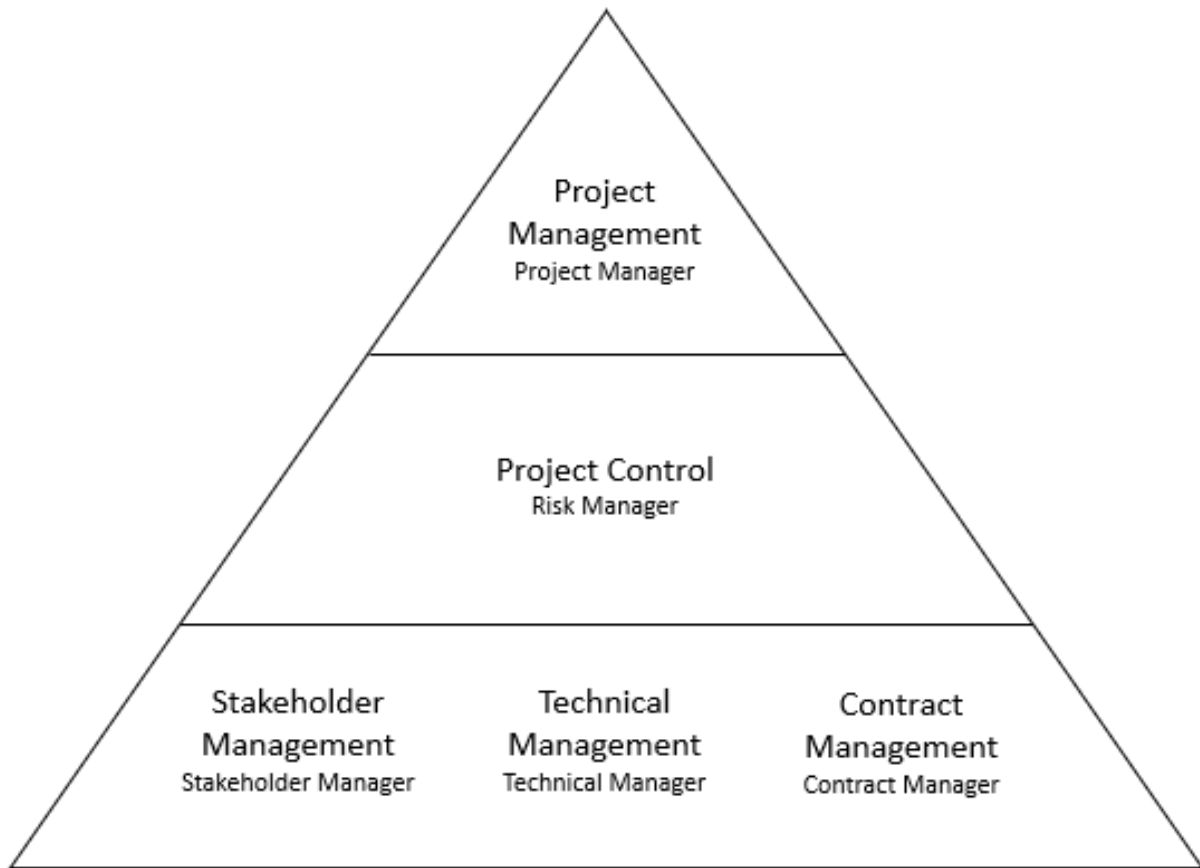 Project
Management
Project Manager
Project Control
Risk Manager
Stakeholder
Management
Stakeholder Manager
Technical
Management
Technical Manager
Contract
Management
Contract Manager